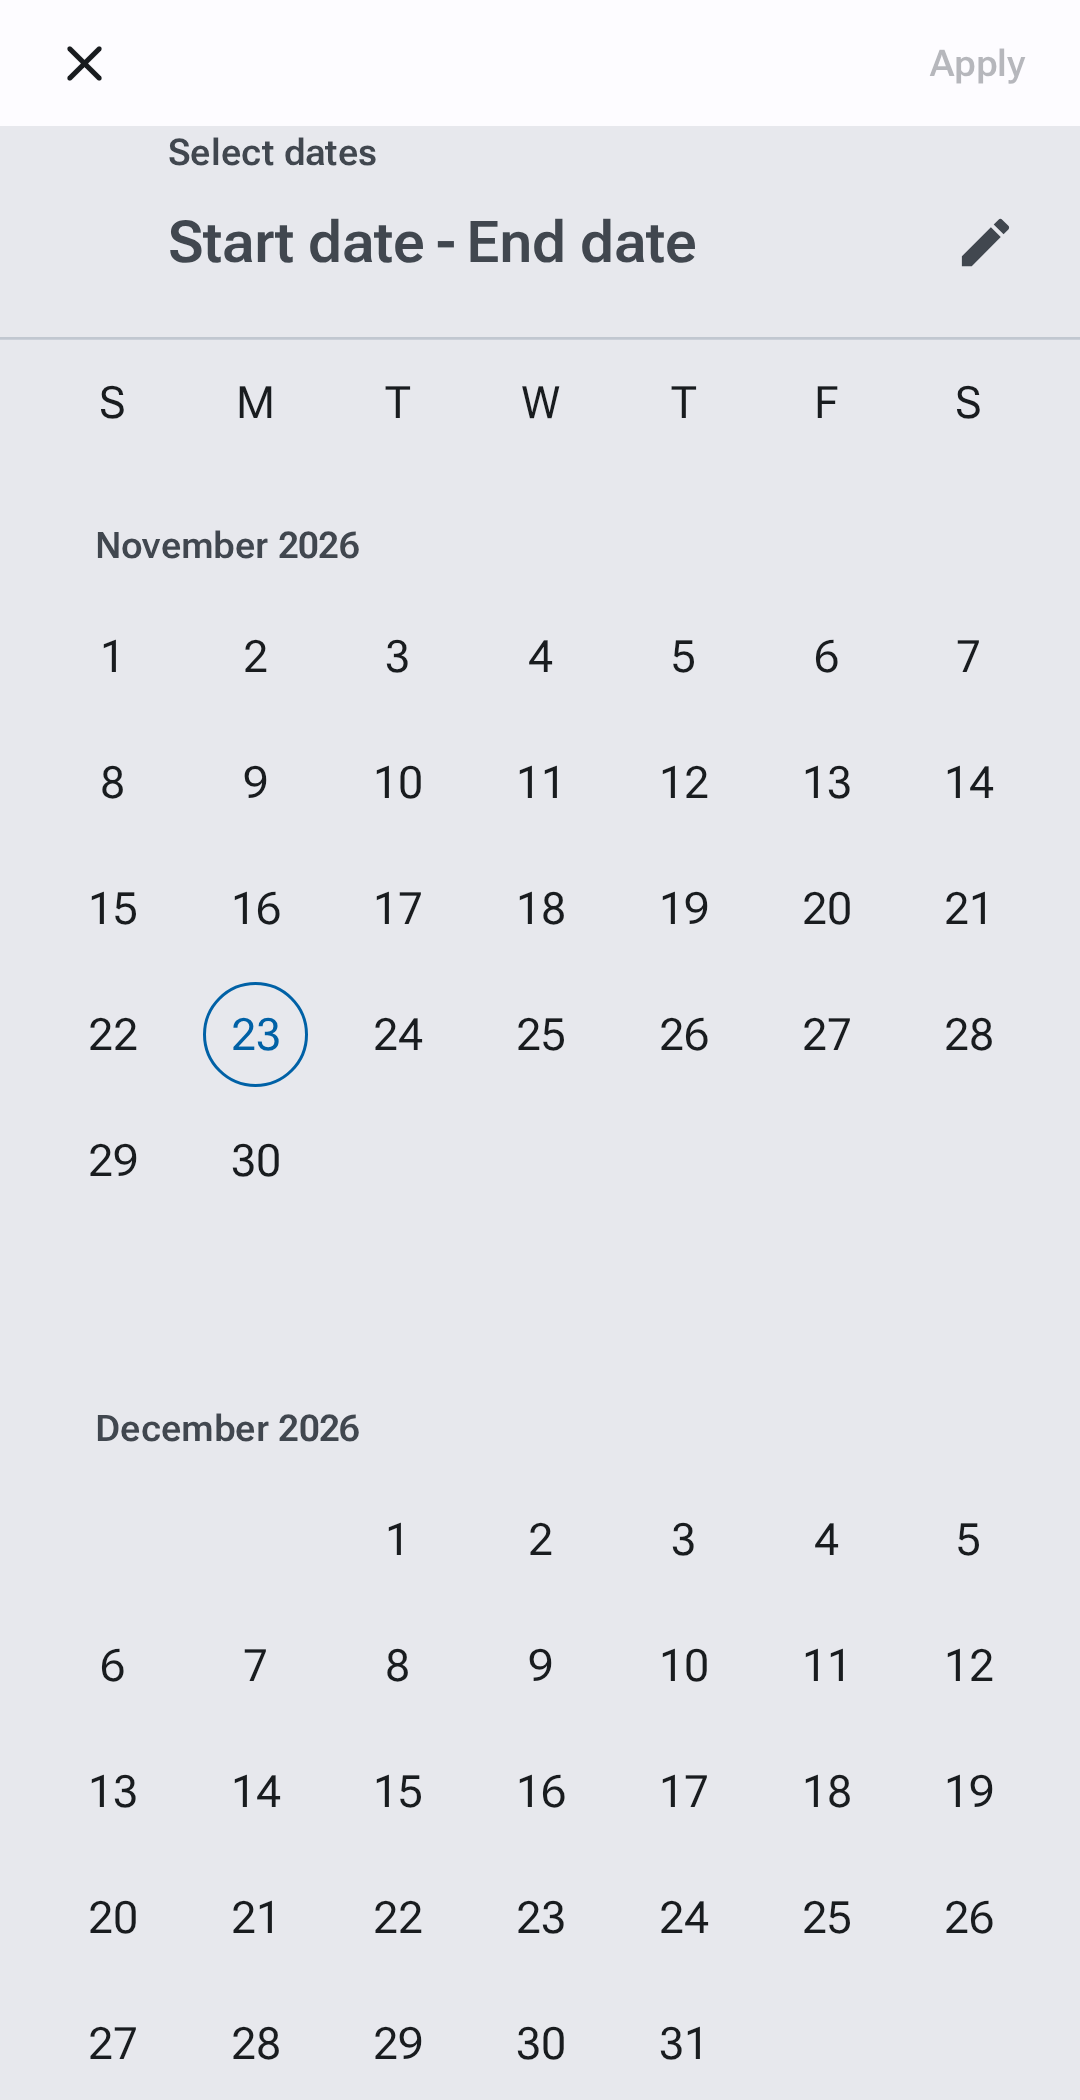 Apply
Select dates
Start date - End date
S M T W T F S
November 2026
1 2 3 4 5 6 7
8 9 10 11 12 13 14
15 16 17 18 19 20 21
22 23 24 25 26 27 28
29 30
December 2026
1 2 3 4 5
6 7 8 9 10 11 12
13 14 15 16 17 18 19
20 21 22 23 24 25 26
27 28 29 30 31